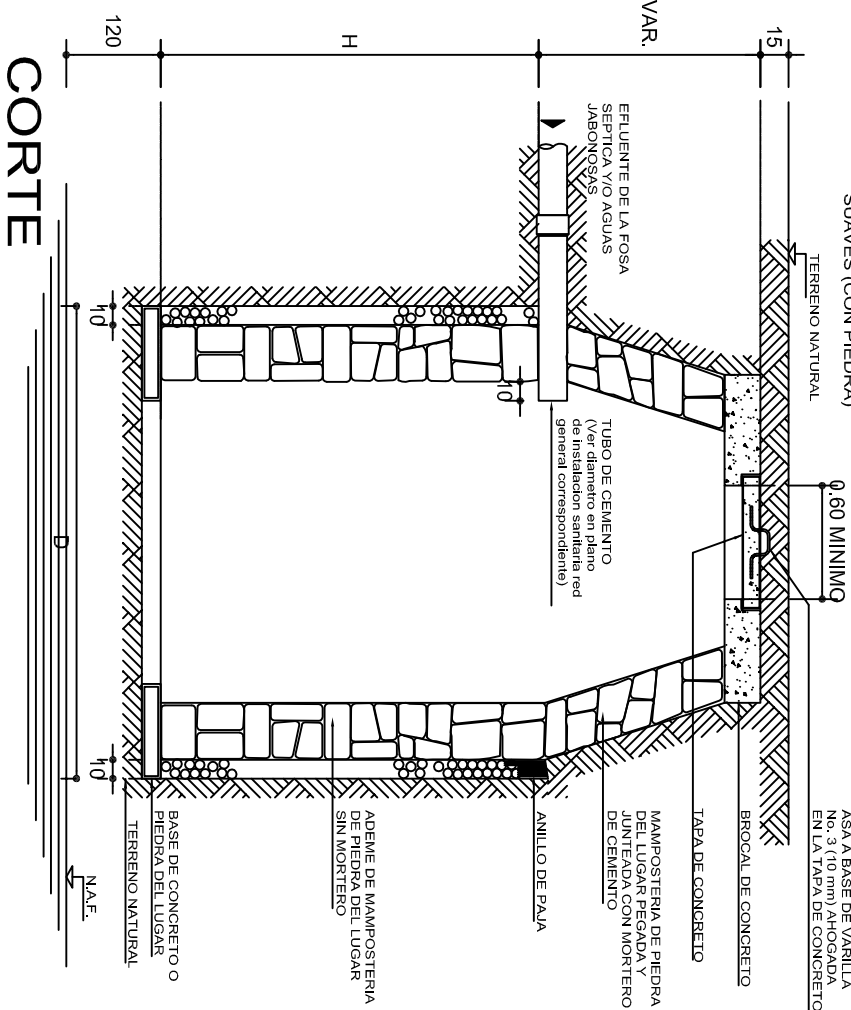 SUAVES (CON PIEDRA)
TERRENO NATURAL
0.60 MINIMO
ASA A BASE DE VARILLA
No. 3 (10 mm) AHOGADA
EN LA TAPA DE CONCRETO
BROCAL DE CONCRETO
TAPA DE CONCRETO
MAMPOSTERIA DE PIEDRA
DEL LUGAR PEGADA Y
JUNTEADA CON MORTERO
DE CEMENTO
ANILLO DE PAJA
ADEME DE MAMPOSTERIA
DE PIEDRA DEL LUGAR
SIN MORTERO
BASE DE CONCRETO O
PIEDRA DEL LUGAR
TERRENO NATURAL
N.A.F.
15
VAR.
H
120
EFLUENTE DE LA FOSA
SEPTICA Y/O AGUAS
JABONOSAS
TUBO DE CEMENTO
(Ver diametro en plano
de instalacion sanitaria red
general correspondiente)
10
10
D
10
CORTE